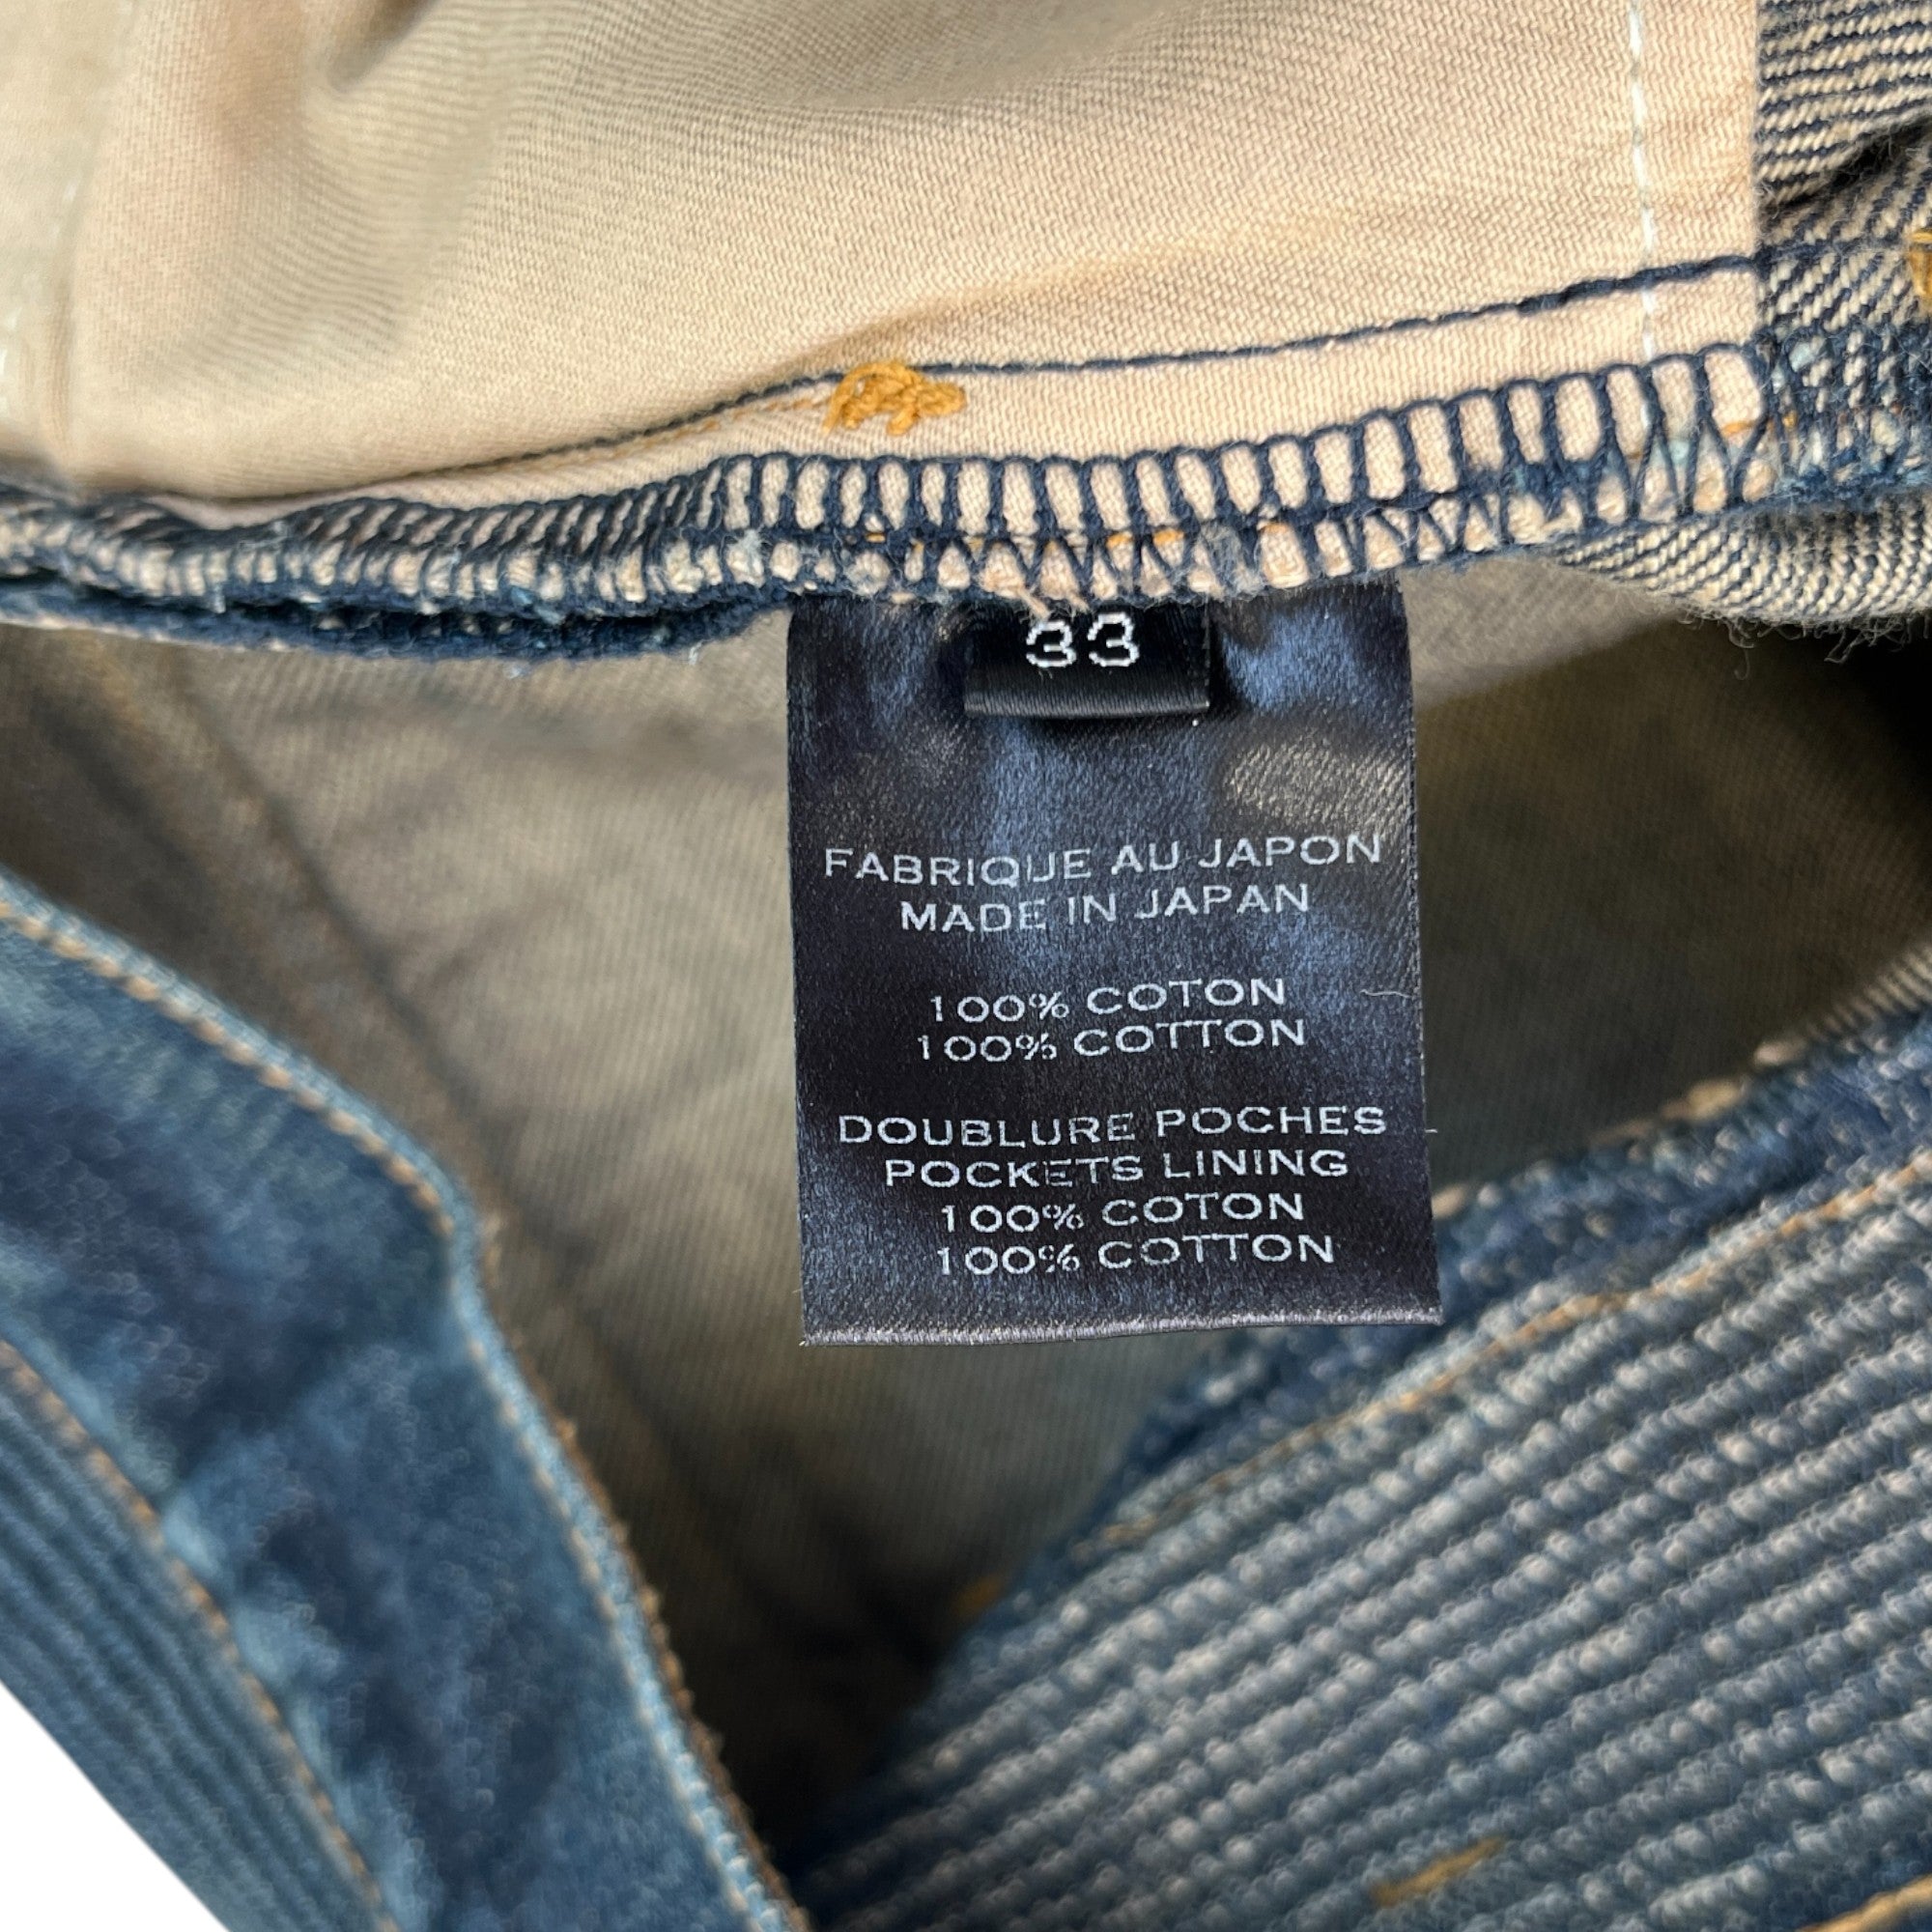 33
FABRIQUE AU JAPON
MADE IN JAPAN
100% COTON
100% COTTON
DOUBLURE POCHES
POCKETS LINING
100% COTON
100% COTTON